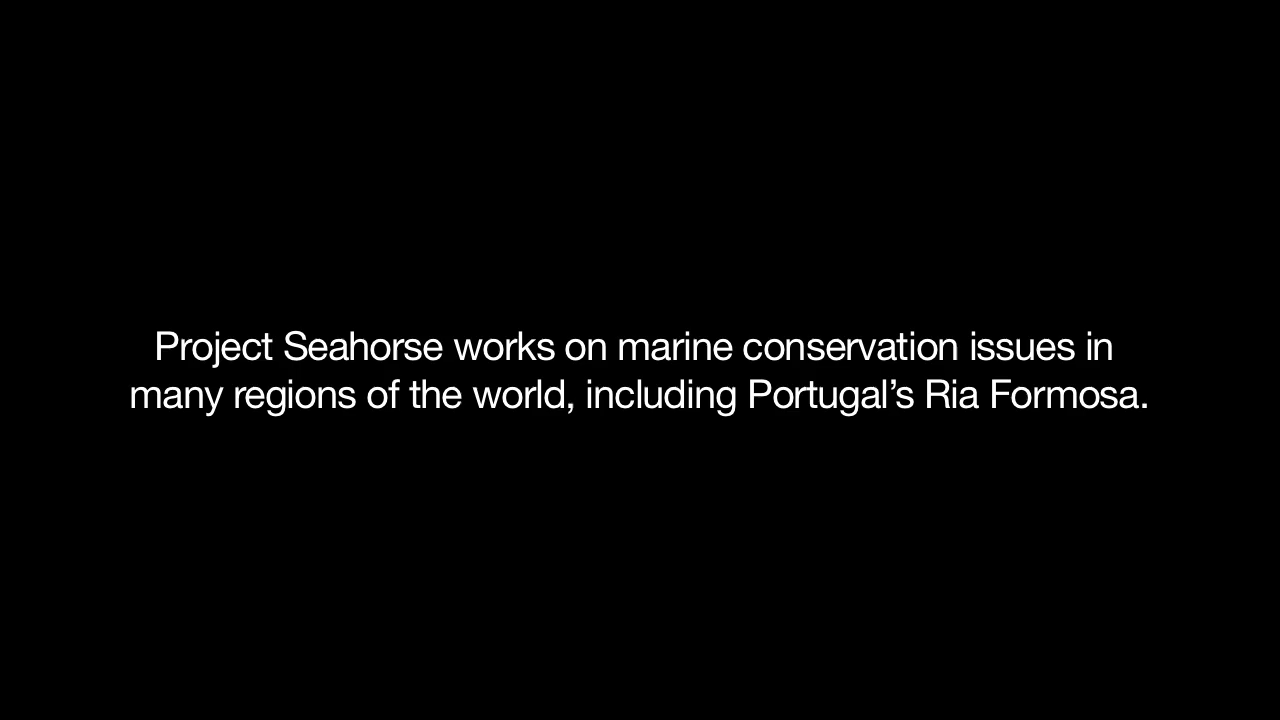 Project Seahorse works on marine conservation issues in
many regions of the world, including Portugal’s Ria Formosa.